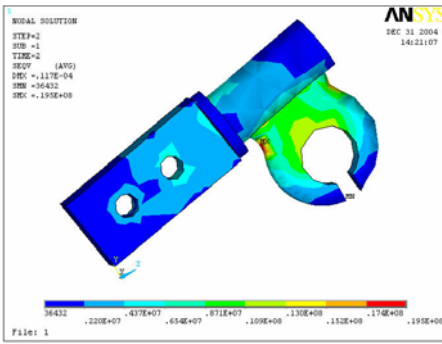 1
NODAL SOLUTION
STEP=2
SUB =1
TIME=2
SEQV (AVG)
DMX =.117E-04
SMN =36432
SMX =.195E+08
ANSYS
DEC 31 2004
14:21:07
MX
MN
Y
Z
36432
.220E+07
.437E+07
.654E+07
.871E+07
.109E+08
.130E+08
.152E+08
.174E+08
.195E+08
File: 1